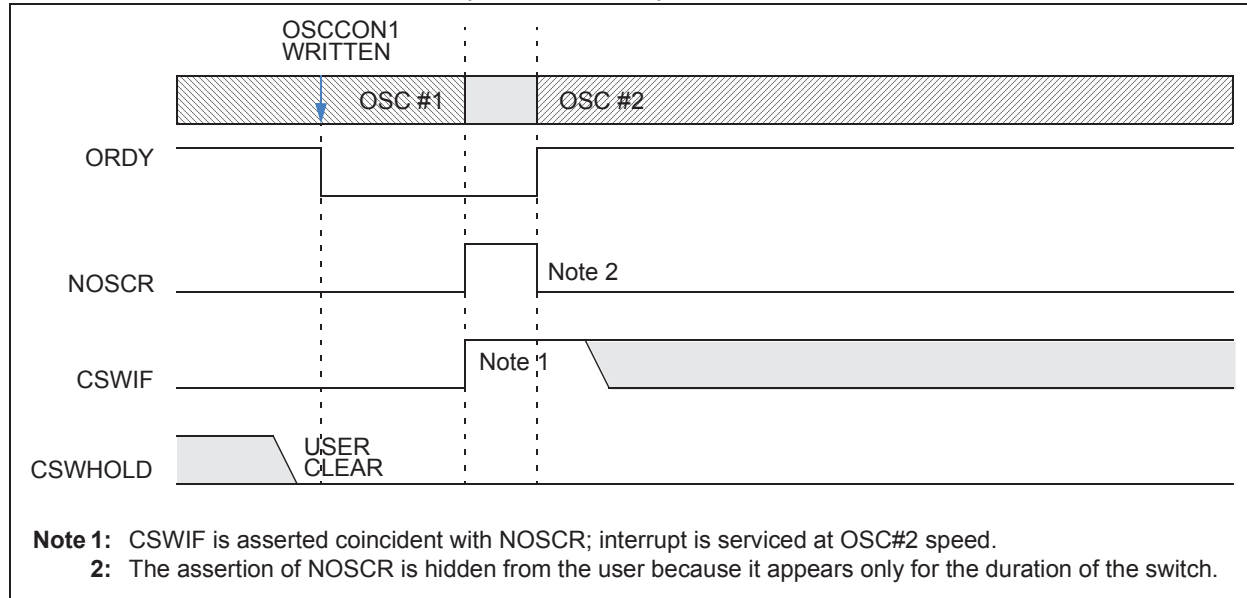 OSCCON1
WRITTEN
OSC #1
OSC #2
ORDY
NOSCR
Note 2
CSWIF
Note 1
CSWHOLD
USER
CLEAR
Note 1: CSWIF is asserted coincident with NOSCR; interrupt is serviced at OSC#2 speed.
2: The assertion of NOSCR is hidden from the user because it appears only for the duration of the switch.